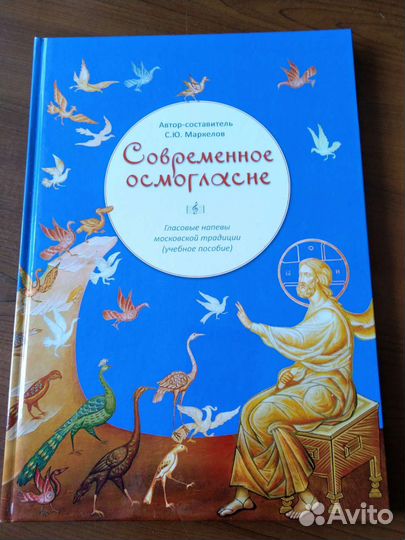 Автор-составитель
С.Ю. Маркелов
Современное
осмогласие
Гласовые напевы
московской традиции
(учебное пособие)
О
Ѡ Н
Avito